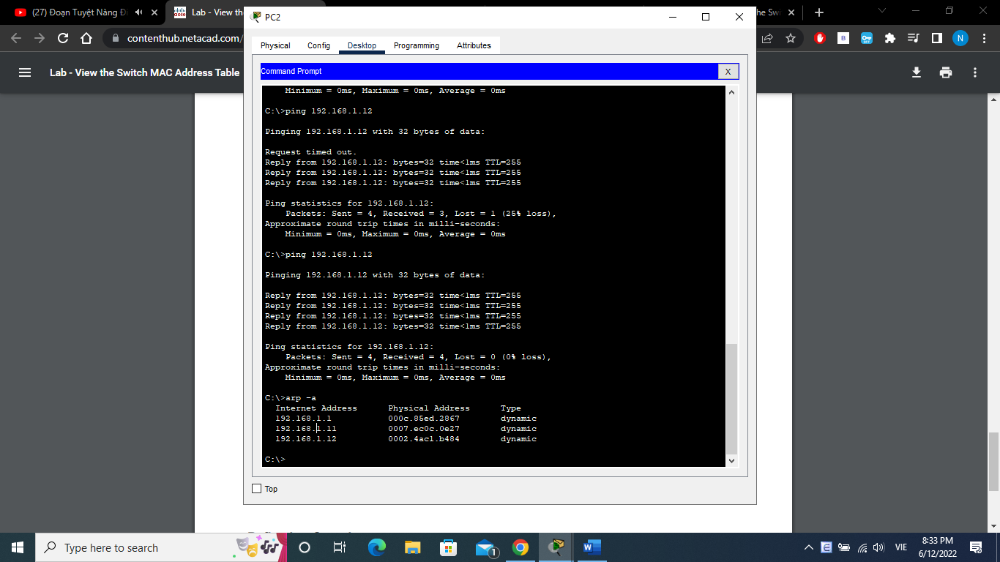 (27) Đoạn Tuyệt Nàng Đi
Lab - View th
he Swi
PC2
contenthub.netacad.com/
N
Physical
Config
Desktop
Programming
Attributes
Lab - View the Switch MAC Address Table
Command Prompt
X
Minimum = 0ms, Maximum = 0ms, Average = 0ms
C:\>ping 192.168.1.12
Pinging 192.168.1.12 with 32 bytes of data:
Request timed out.
Reply from 192.168.1.12: bytes=32 time<1ms TTL=255
Reply from 192.168.1.12: bytes=32 time<1ms TTL=255
Reply from 192.168.1.12: bytes=32 time<1ms TTL=255
Ping statistics for 192.168.1.12:
Packets: Sent = 4, Received = 3, Lost = 1 (25% loss),
Approximate round trip times in milli-seconds:
Minimum = 0ms, Maximum = 0ms, Average = 0ms
C:\>ping 192.168.1.12
Pinging 192.168.1.12 with 32 bytes of data:
Reply from 192.168.1.12: bytes=32 time<1ms TTL=255
Reply from 192.168.1.12: bytes=32 time<1ms TTL=255
Reply from 192.168.1.12: bytes=32 time<1ms TTL=255
Reply from 192.168.1.12: bytes=32 time<1ms TTL=255
Ping statistics for 192.168.1.12:
Packets: Sent = 4, Received = 4, Lost = 0 (0% loss),
Approximate round trip times in milli-seconds:
Minimum = 0ms, Maximum = 0ms, Average = 0ms
C:\>arp -a
Internet Address Physical Address Type
192.168.1.1 000c.85ed.2867 dynamic
192.168.1.11 0007.ec0c.0e27 dynamic
192.168.1.12 0002.4ac1.b484 dynamic
C:\>
Top
Type here to search
1
VIE
8:33 PM
6/12/2022